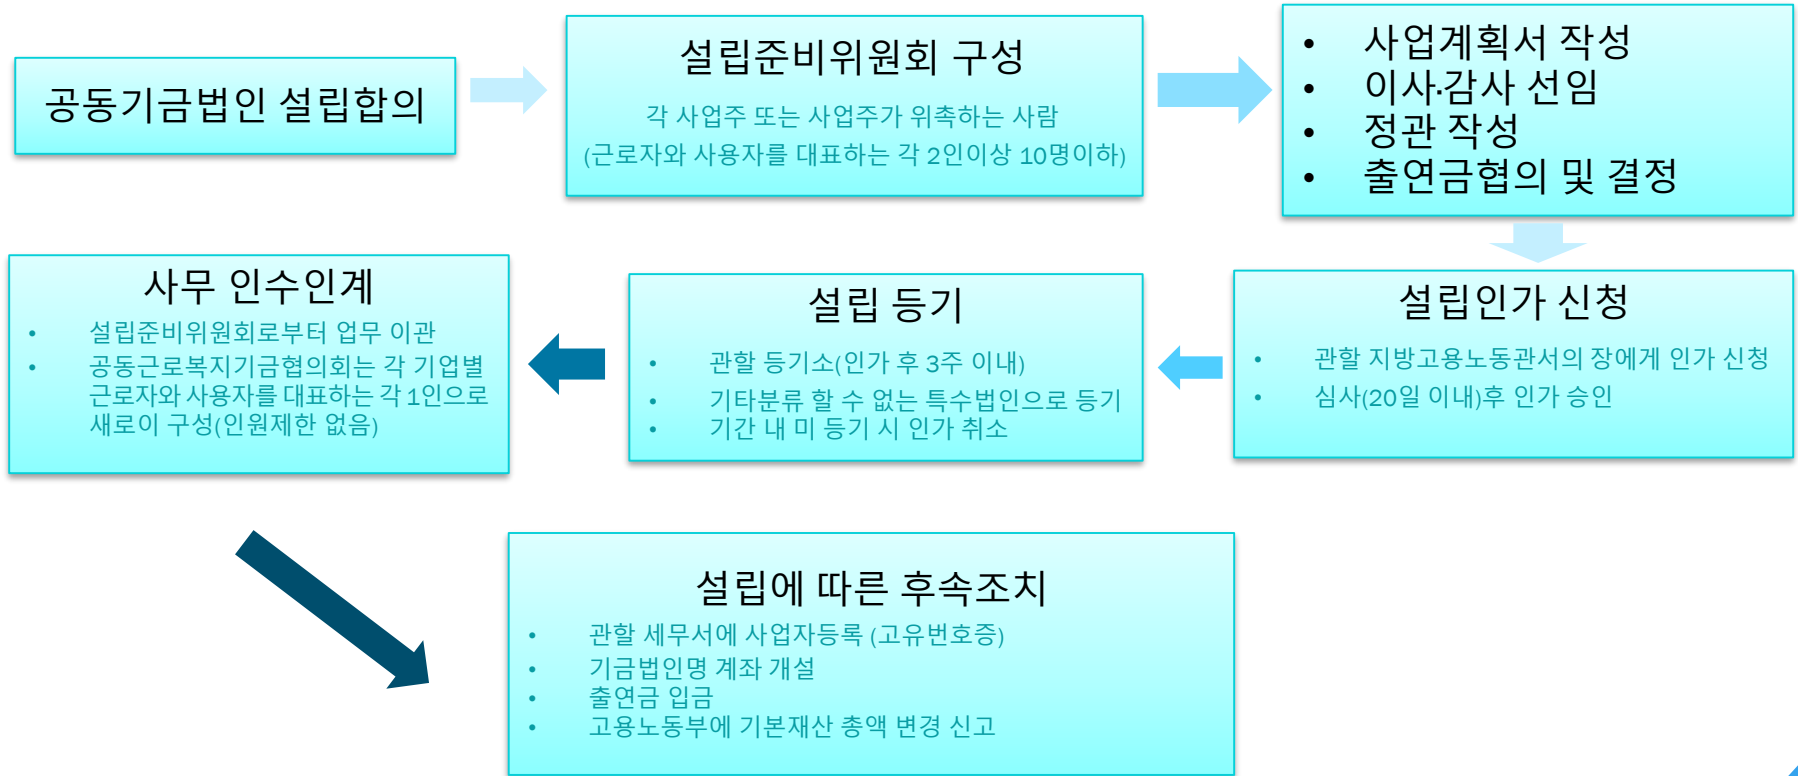 공동기금법인 설립합의
설립준비위원회 구성
각 사업주 또는 사업주가 위촉하는 사람
(근로자와 사용자를 대표하는 각 2인이상 10명이하)
• 사업계획서 작성
• 이사·감사 선임
• 정관 작성
• 출연금협의 및 결정
사무 인수인계
• 설립준비위원회로부터 업무 이관
• 공동근로복지기금협의회는 각 기업별
근로자와 사용자를 대표하는 각 1인으로
새로이 구성(인원제한 없음)
설립 등기
• 관할 등기소(인가 후 3주 이내)
• 기타분류 할 수 없는 특수법인으로 등기
• 기간 내 미 등기 시 인가 취소
설립인가 신청
• 관할 지방고용노동관서의 장에게 인가 신청
• 심사(20일 이내)후 인가 승인
설립에 따른 후속조치
• 관할 세무서에 사업자등록 (고유번호증)
• 기금법인명 계좌 개설
• 출연금 입금
• 고용노동부에 기본재산 총액 변경 신고